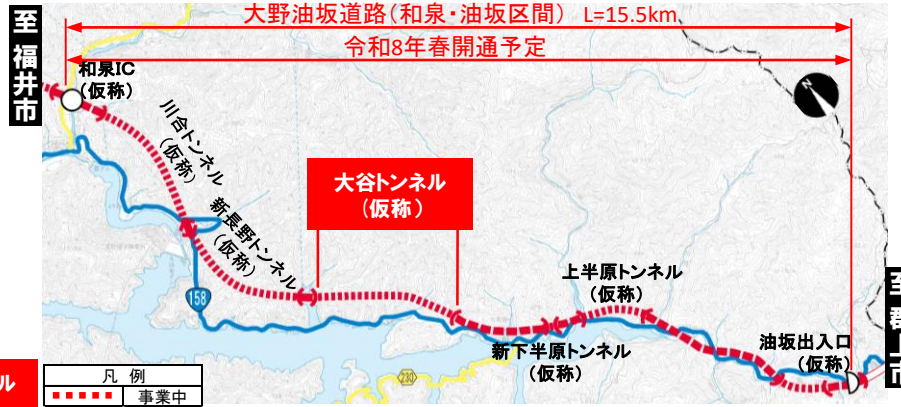 大野油坂道路(和泉・油坂区間) L=15.5km
令和8年春開通予定
至 福井市
和泉IC
(仮称)
川合トンネル
(仮称)
新長野トンネル
(仮称)
大谷トンネル
(仮称)
158
上半原トンネル
(仮称)
新下半原トンネル
(仮称)
230
油坂出入口
(仮称)
至
市
ル
凡 例
事業中